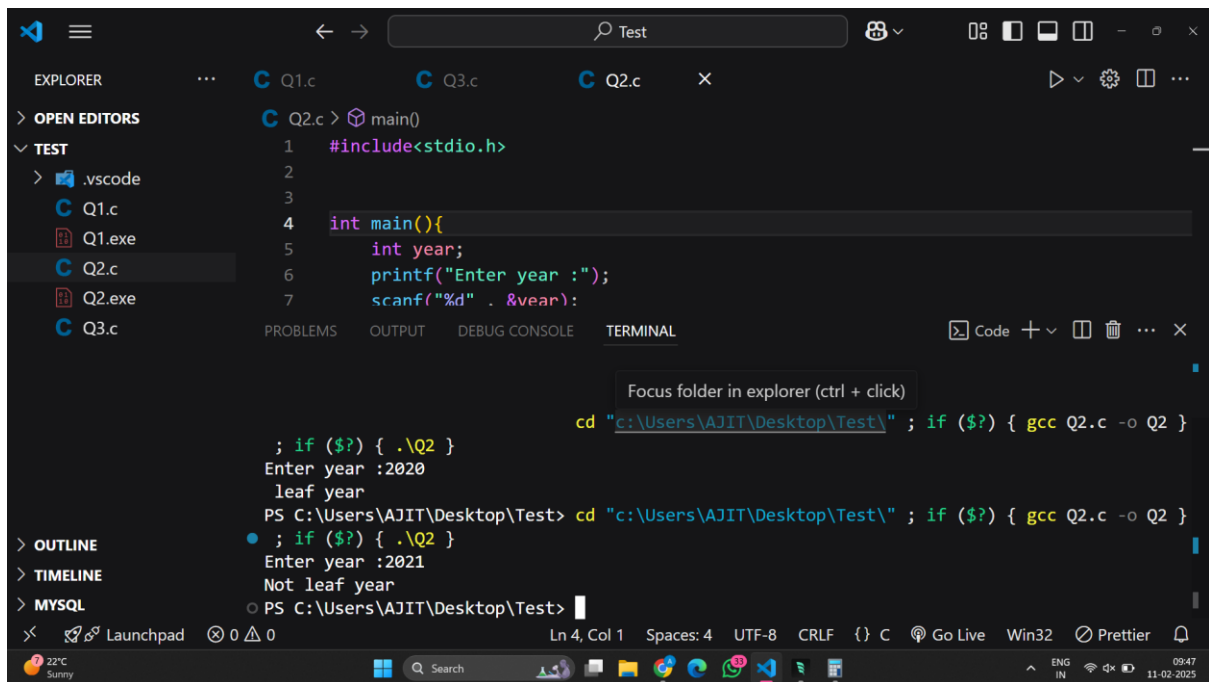 Test
EXPLORER ...
C Q1.c C Q3.c C Q2.c
OPEN EDITORS
C Q2.c > main()
TEST
1 #include<stdio.h>
.vscode
2
3
C Q1.c
4 int main(){
Q1.exe
5 int year;
C Q2.c
6 printf("Enter year :");
Q2.exe
7 scanf("%d" , &year);
C Q3.c
PROBLEMS OUTPUT DEBUG CONSOLE TERMINAL Code
Focus folder in explorer (ctrl + click)
cd "c:\Users\AJIT\Desktop\Test\" ; if ($?) { gcc Q2.c -o Q2 }
; if ($?) { .\Q2 }
Enter year :2020
leaf year
PS C:\Users\AJIT\Desktop\Test> cd "c:\Users\AJIT\Desktop\Test\" ; if ($?) { gcc Q2.c -o Q2 }
; if ($?) { .\Q2 }
Enter year :2021
Not leaf year
PS C:\Users\AJIT\Desktop\Test>
OUTLINE
TIMELINE
MYSQL
Launchpad 0 0 Ln 4, Col 1 Spaces: 4 UTF-8 CRLF {} C Go Live Win32 Prettier
7 22°C
Sunny
Search
33
ENG
IN
09:47
11-02-2025